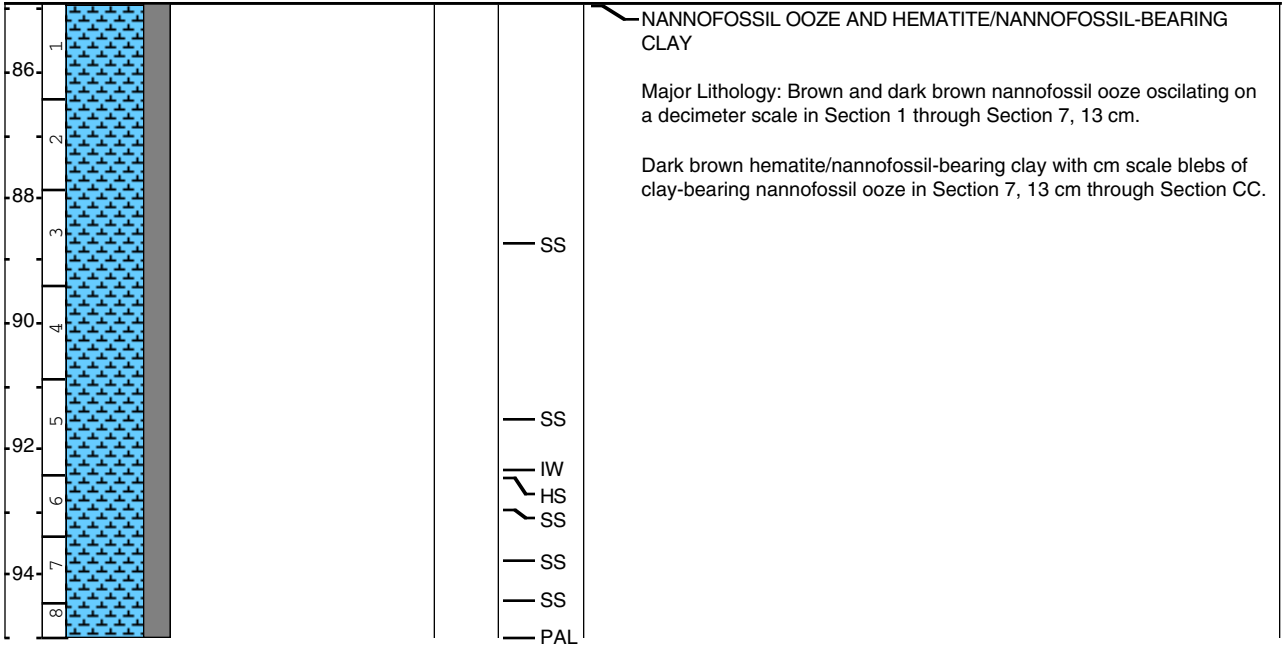 NANNOFOSSIL OOZE AND HEMATITE/NANNOFOSSIL-BEARING
CLAY
Major Lithology: Brown and dark brown nannofossil ooze oscilating on
a decimeter scale in Section 1 through Section 7, 13 cm.
Dark brown hematite/nannofossil-bearing clay with cm scale blebs of
clay-bearing nannofossil ooze in Section 7, 13 cm through Section CC.
1
86
2
88
3
SS
90
4
5
SS
92
IW
6
HS
SS
7
SS
94
SS
8
PAL